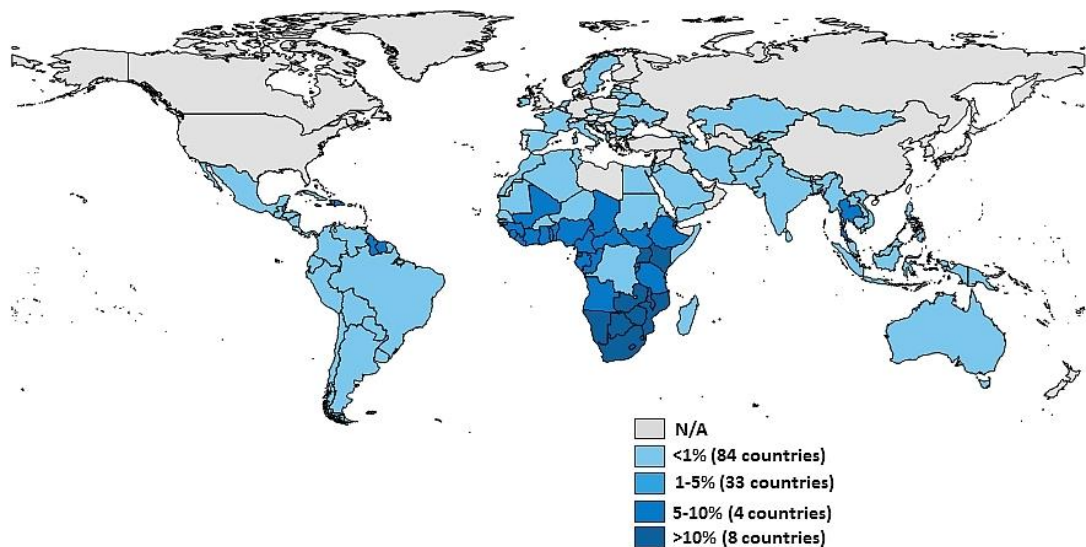 N/A
<1% (84 countries)
1-5% (33 countries)
5-10% (4 countries)
>10% (8 countries)